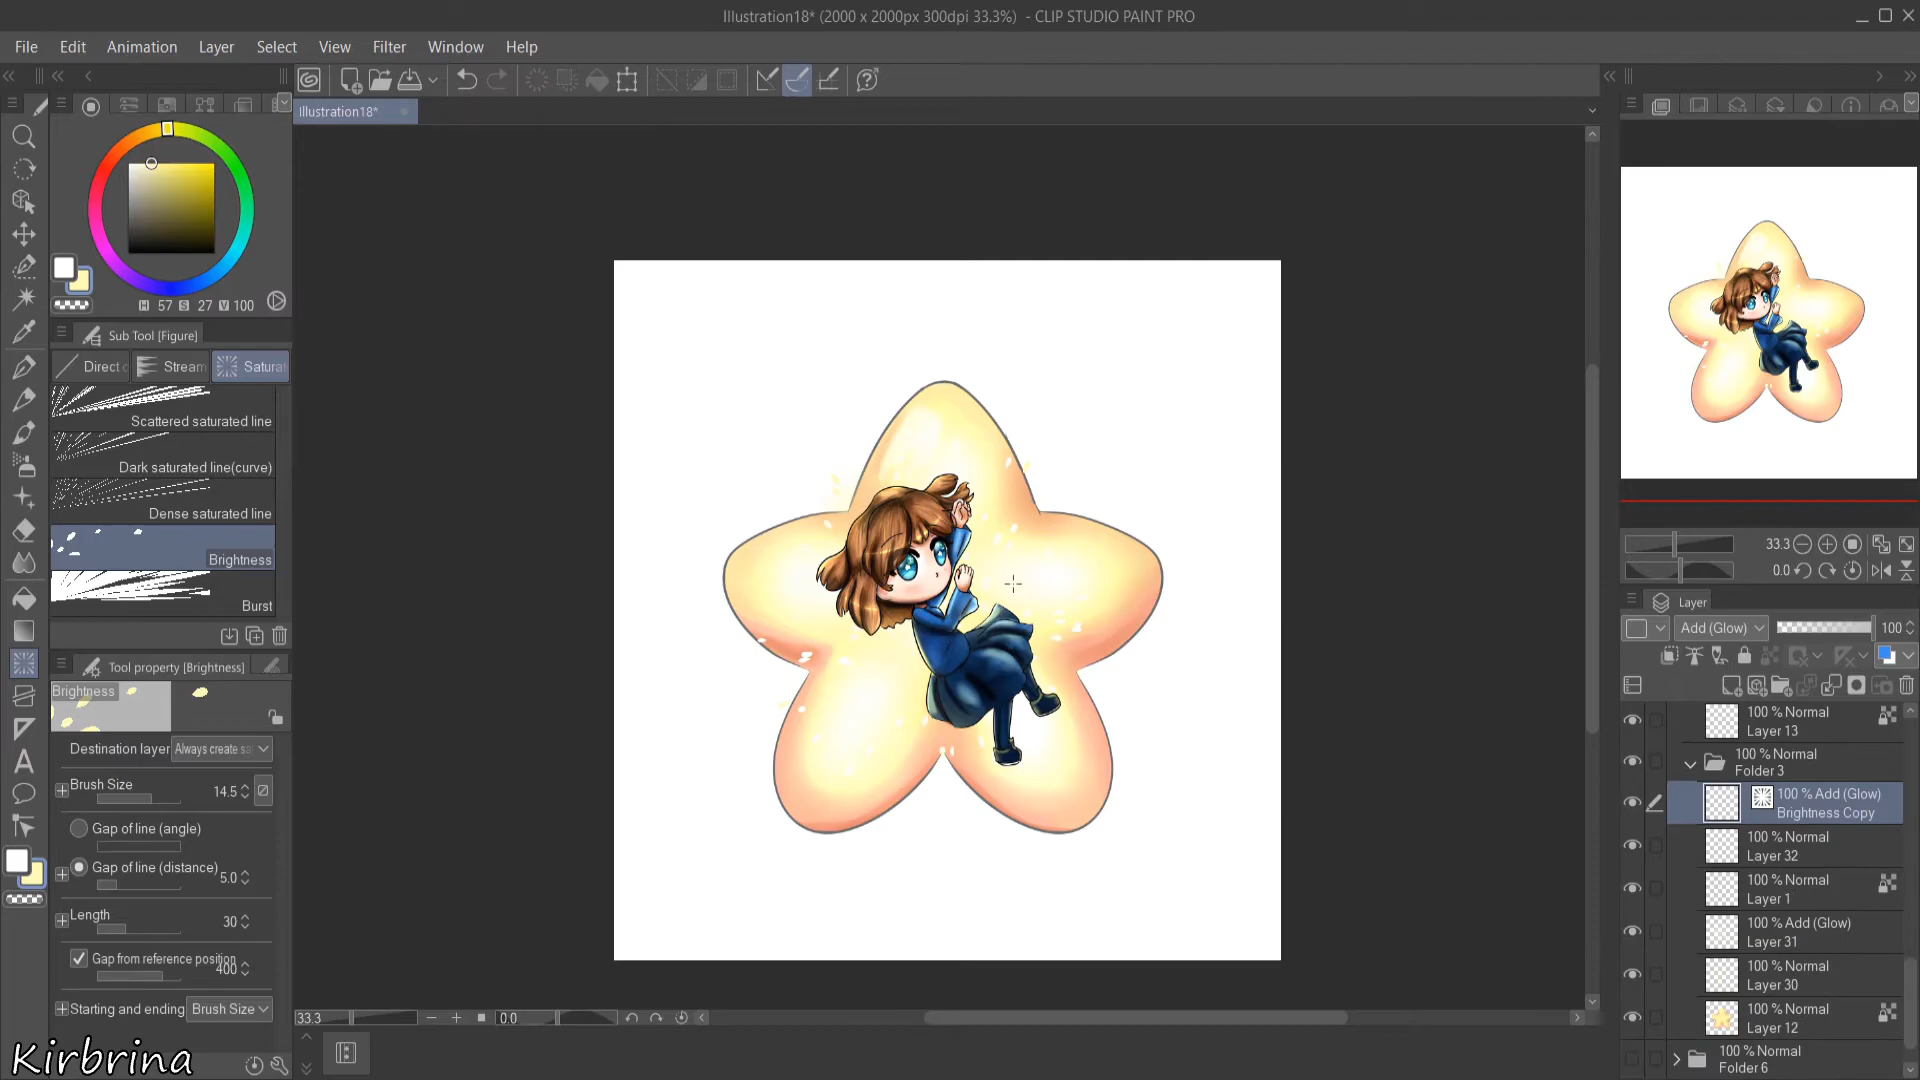 Illustration18* (2000 x 2000px 300dpi 33.3%)  - CLIP STUDIO PAINT PRO
File Edit Animation Layer Select View Filter Window Help
Illustration18*
H 57 S 27 V 100
Sub Tool [Figure]
Direct Stream Saturat
Scattered saturated line
Dark saturated line(curve)
Dense saturated line
Brightness
Burst
Tool property [Brightness]
Brightness
Destination layer Always create sa
Brush Size 14.5
Gap of line (angle)
Gap of line (distance) 5.0
Length 30
Gap from reference position 400
Starting and ending Brush Size
Kirbrina
33.3 0.0
33.3
0.0
Layer
Add (Glow) 100
100 % Normal
Layer 13
100 % Normal
Folder 3
100 % Add (Glow)
Brightness Copy
100 % Normal
Layer 32
100 % Normal
Layer 1
100 % Add (Glow)
Layer 31
100 % Normal
Layer 30
100 % Normal
Layer 12
100 % Normal
Folder 6